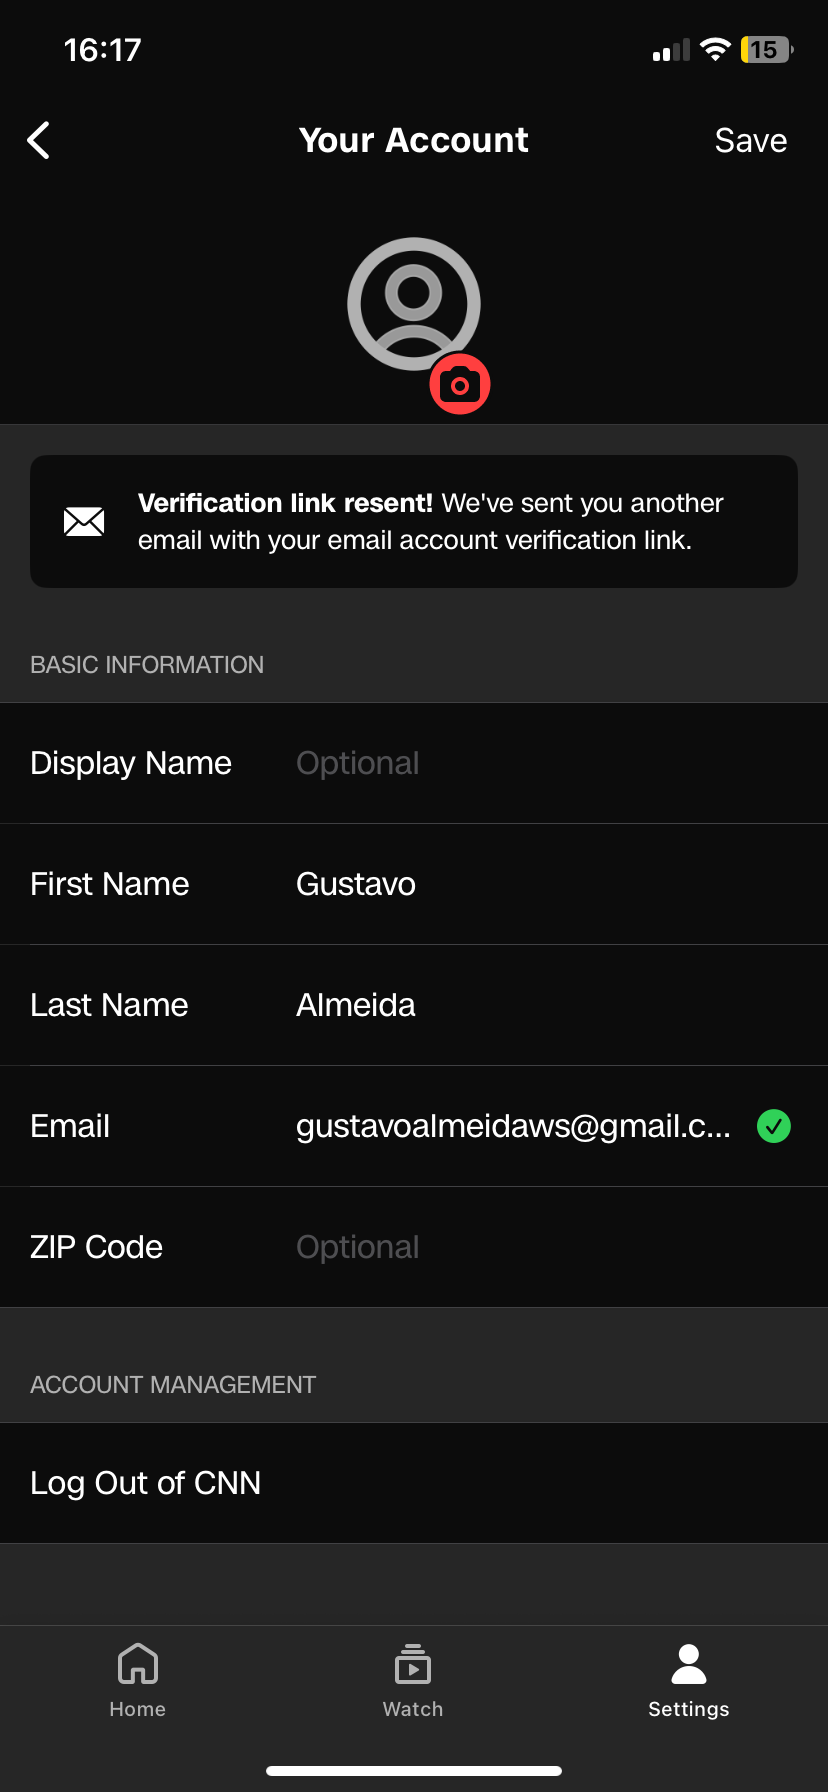 16:17
15
Your Account
Save
Verification link resent! We've sent you another
email with your email account verification link.
BASIC INFORMATION
Display Name Optional
First Name Gustavo
Last Name Almeida
Email gustavoalmeidaws@gmail.c...
ZIP Code Optional
ACCOUNT MANAGEMENT
Log Out of CNN
Home Watch Settings